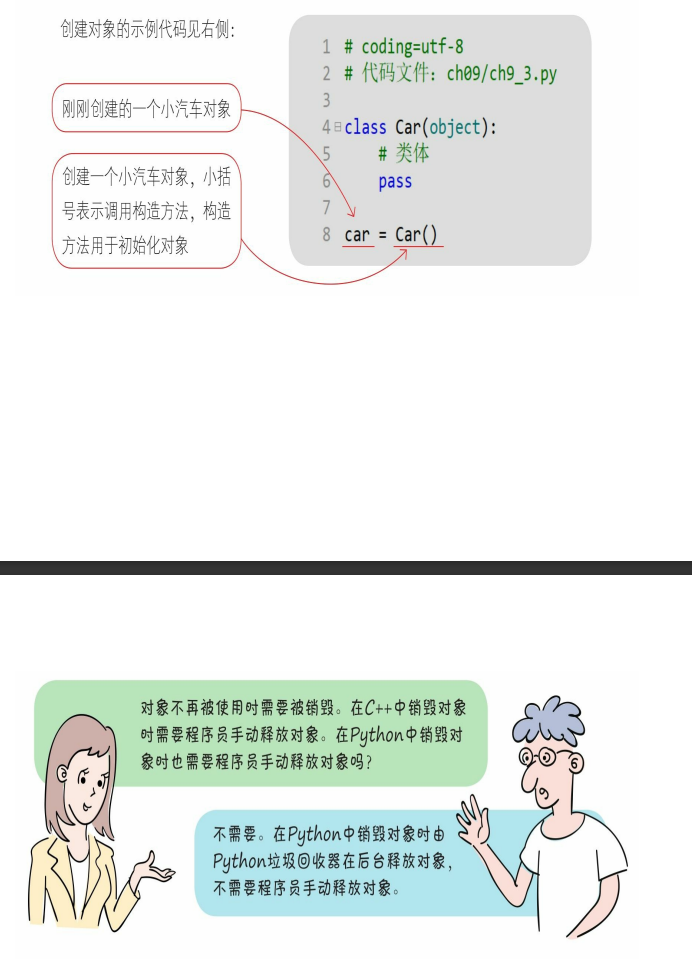 创建对象的示例代码见右侧：
刚刚创建的一个小汽车对象
创建一个小汽车对象，小括
号表示调用构造方法，构造
方法用于初始化对象
1 # coding=utf-8
2 # 代码文件：ch09/ch9_3.py
3
4 class Car(object):
5     # 类体
6     pass
7
8 car = Car()
对象不再被使用时需要被销毁。在C++中销毁对象
时需要程序员手动释放对象。在Python中销毁对
象时也需要程序员手动释放对象吗？
不需要。在Python中销毁对象时由
Python垃圾回收器在后台释放对象，
不需要程序员手动释放对象。